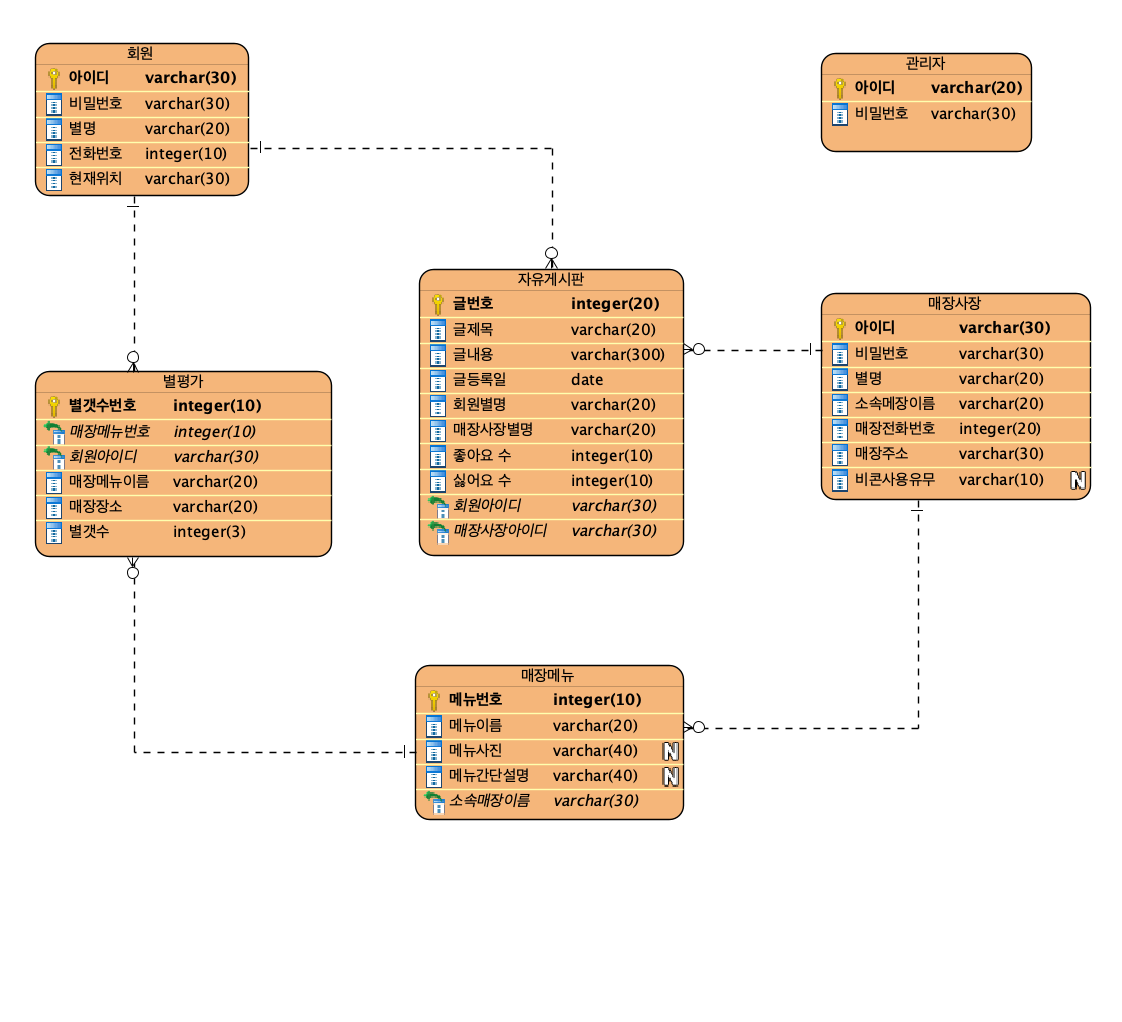 회원
아이디 varchar(30)
비밀번호 varchar(30)
별명 varchar(20)
전화번호 integer(10)
현재위치 varchar(30)
관리자
아이디 varchar(20)
비밀번호 varchar(30)
자유게시판
글번호 integer(20)
글제목 varchar(20)
글내용 varchar(300)
글등록일 date
회원별명 varchar(20)
매장사장별명 varchar(20)
좋아요 수 integer(10)
싫어요 수 integer(10)
회원아이디 varchar(30)
매장사장아이디 varchar(30)
매장사장
아이디 varchar(30)
비밀번호 varchar(30)
별명 varchar(20)
소속메장이름 varchar(20)
매장전화번호 integer(20)
매장주소 varchar(30)
비콘사용유무 varchar(10) N
별평가
별갯수번호 integer(10)
매장메뉴번호 integer(10)
회원아이디 varchar(30)
매장메뉴이름 varchar(20)
매장장소 varchar(20)
별갯수 integer(3)
매장메뉴
메뉴번호 integer(10)
메뉴이름 varchar(20)
메뉴사진 varchar(40) N
메뉴간단설명 varchar(40) N
소속매장이름 varchar(30)